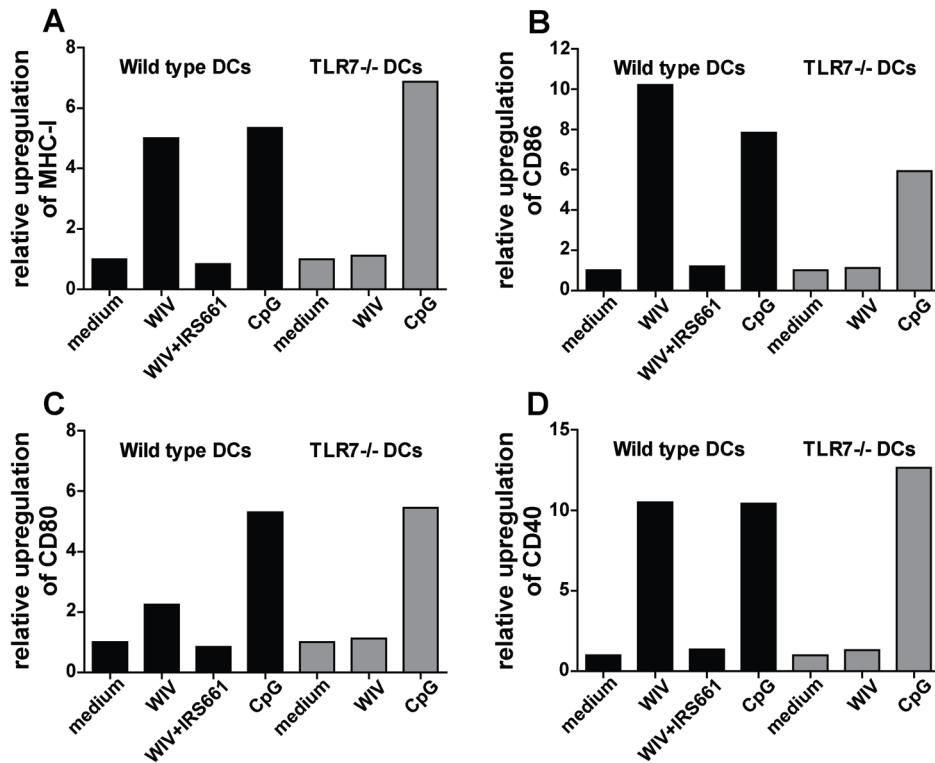 A
relative upregulation
of MHC-I
8
6
4
2
0
Wild type DCs
TLR7-/- DCs
medium
WIV
WIV+IRS661
CpG
medium
WIV
CpG
B
relative upregulation
of CD86
12
10
8
6
4
2
0
Wild type DCs
TLR7-/- DCs
medium
WIV
WIV+IRS661
CpG
medium
WIV
CpG
C
relative upregulation
of CD80
8
6
4
2
0
Wild type DCs
TLR7-/- DCs
medium
WIV
WIV+IRS661
CpG
medium
WIV
CpG
D
relative upregulation
of CD40
15
10
5
0
Wild type DCs
TLR7-/- DCs
medium
WIV
WIV+IRS661
CpG
medium
WIV
CpG